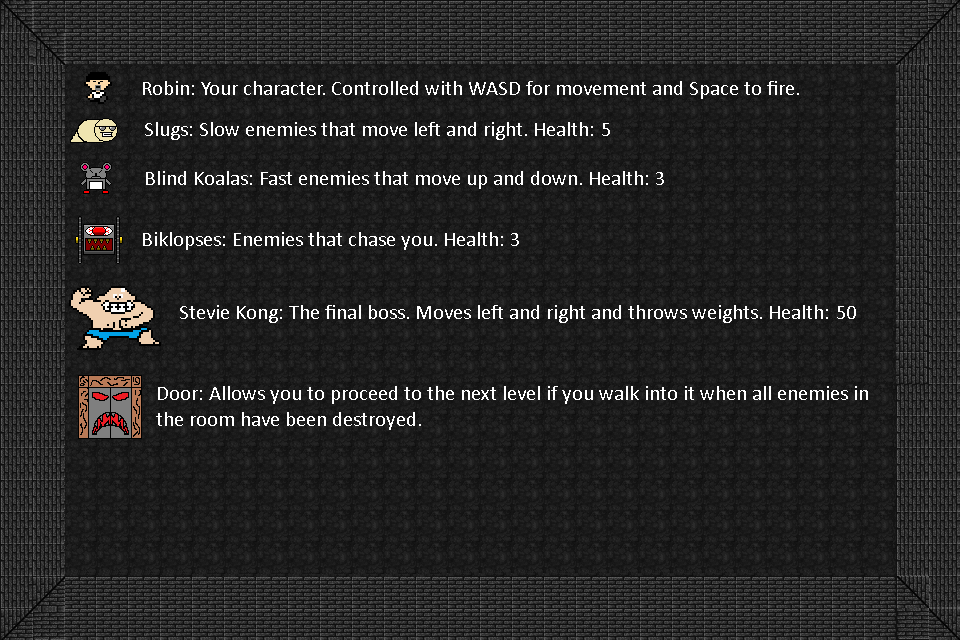 Robin: Your character. Controlled with WASD for movement and Space to fire.
Slugs: Slow enemies that move left and right. Health: 5
Blind Koalas: Fast enemies that move up and down. Health: 3
Biklopses: Enemies that chase you. Health: 3
Stevie Kong: The final boss. Moves left and right and throws weights. Health: 50
Door: Allows you to proceed to the next level if you walk into it when all enemies in
the room have been destroyed.